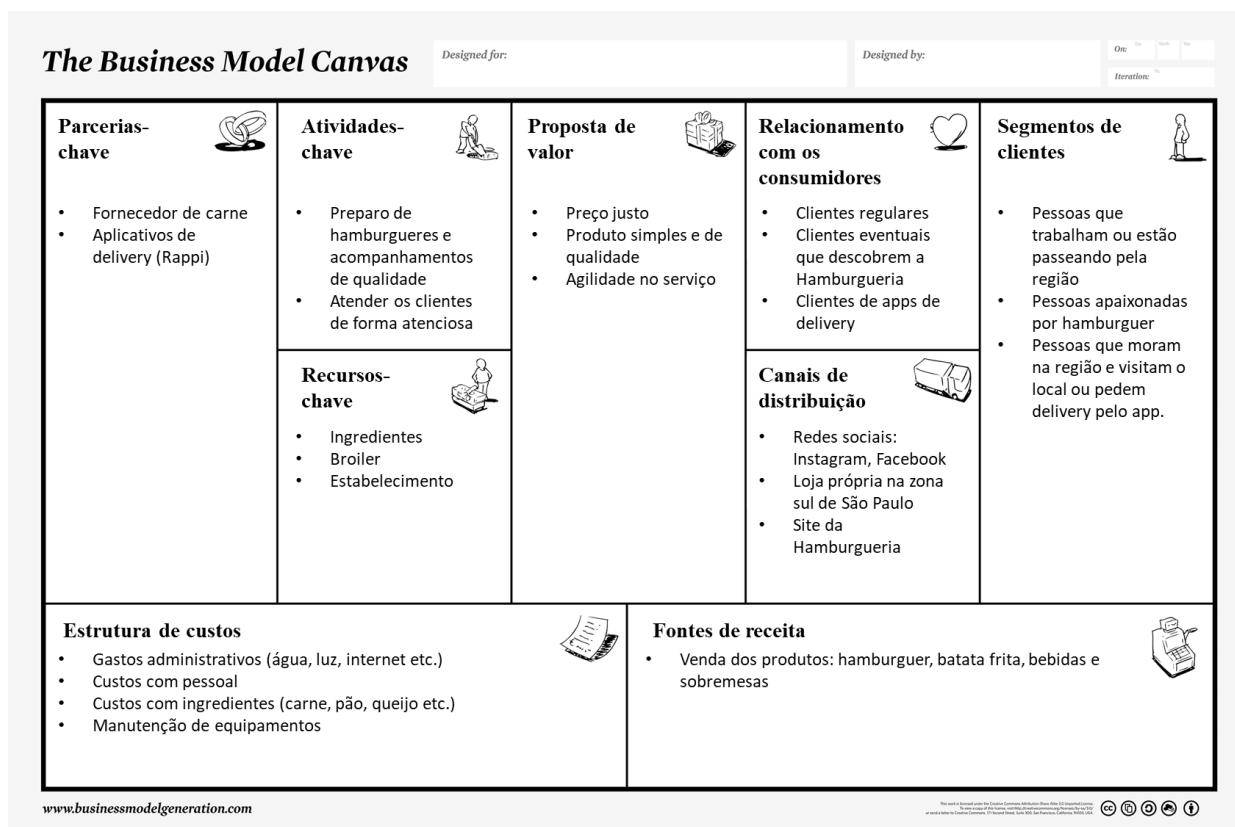 The Business Model Canvas
Designed for:
Designed by:
On:
Iteration:
Parcerias-
chave
• Fornecedor de carne
• Aplicativos de
delivery (Rappi)
Atividades-
chave
• Preparo de
hamburgueres e
acompanhamentos
de qualidade
• Atender os clientes
de forma atenciosa
Recursos-
chave
• Ingredientes
• Broiler
• Estabelecimento
Proposta de
valor
• Preço justo
• Produto simples e de
qualidade
• Agilidade no serviço
Relacionamento
com os
consumidores
• Clientes regulares
• Clientes eventuais
que descobrem a
Hamburgueria
• Clientes de apps de
delivery
Canais de
distribuição
• Redes sociais:
Instagram, Facebook
• Loja própria na zona
sul de São Paulo
• Site da
Hamburgueria
Segmentos de
clientes
• Pessoas que
trabalham ou estão
passeando pela
região
• Pessoas apaixonadas
por hamburguer
• Pessoas que moram
na região e visitam o
local ou pedem
delivery pelo app.
Estrutura de custos
• Gastos administrativos (água, luz, internet etc.)
• Custos com pessoal
• Custos com ingredientes (carne, pão, queijo etc.)
• Manutenção de equipamentos
Fontes de receita
• Venda dos produtos: hamburguer, batata frita, bebidas e
sobremesas
www.businessmodelgeneration.com